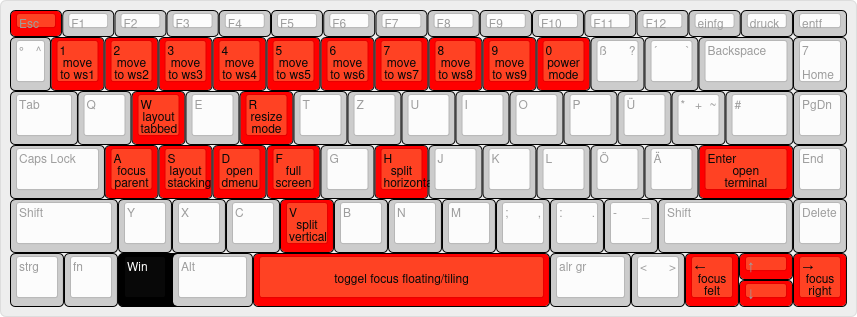 Esc F1 F2 F3 F4 F5 F6 F7 F8 F9 F10 F11 F12 einfg druck entf
° ^ 1 2 3 4 5 6 7 8 9 0 ß ? ´ ` Backspace 7
move move move move move move move move move power
to ws1 to ws2 to ws3 to ws4 to ws5 to ws6 to ws7 to ws8 to ws9 mode Home
Tab Q W E R T Z U I O P Ü * + ~ # PgDn
layout resize
tabbed mode
Caps Lock A S D F G H J K L Ö Ä Enter End
focus layout open full split open
parent stacking dmenu screen horizonta terminal
Shift Y X C V B N M ; , : . - _ Shift Delete
split
vertical
strg fn Win Alt alr gr < > ← ↑ →
toggel focus floating/tiling focus focus
felt ↓ right